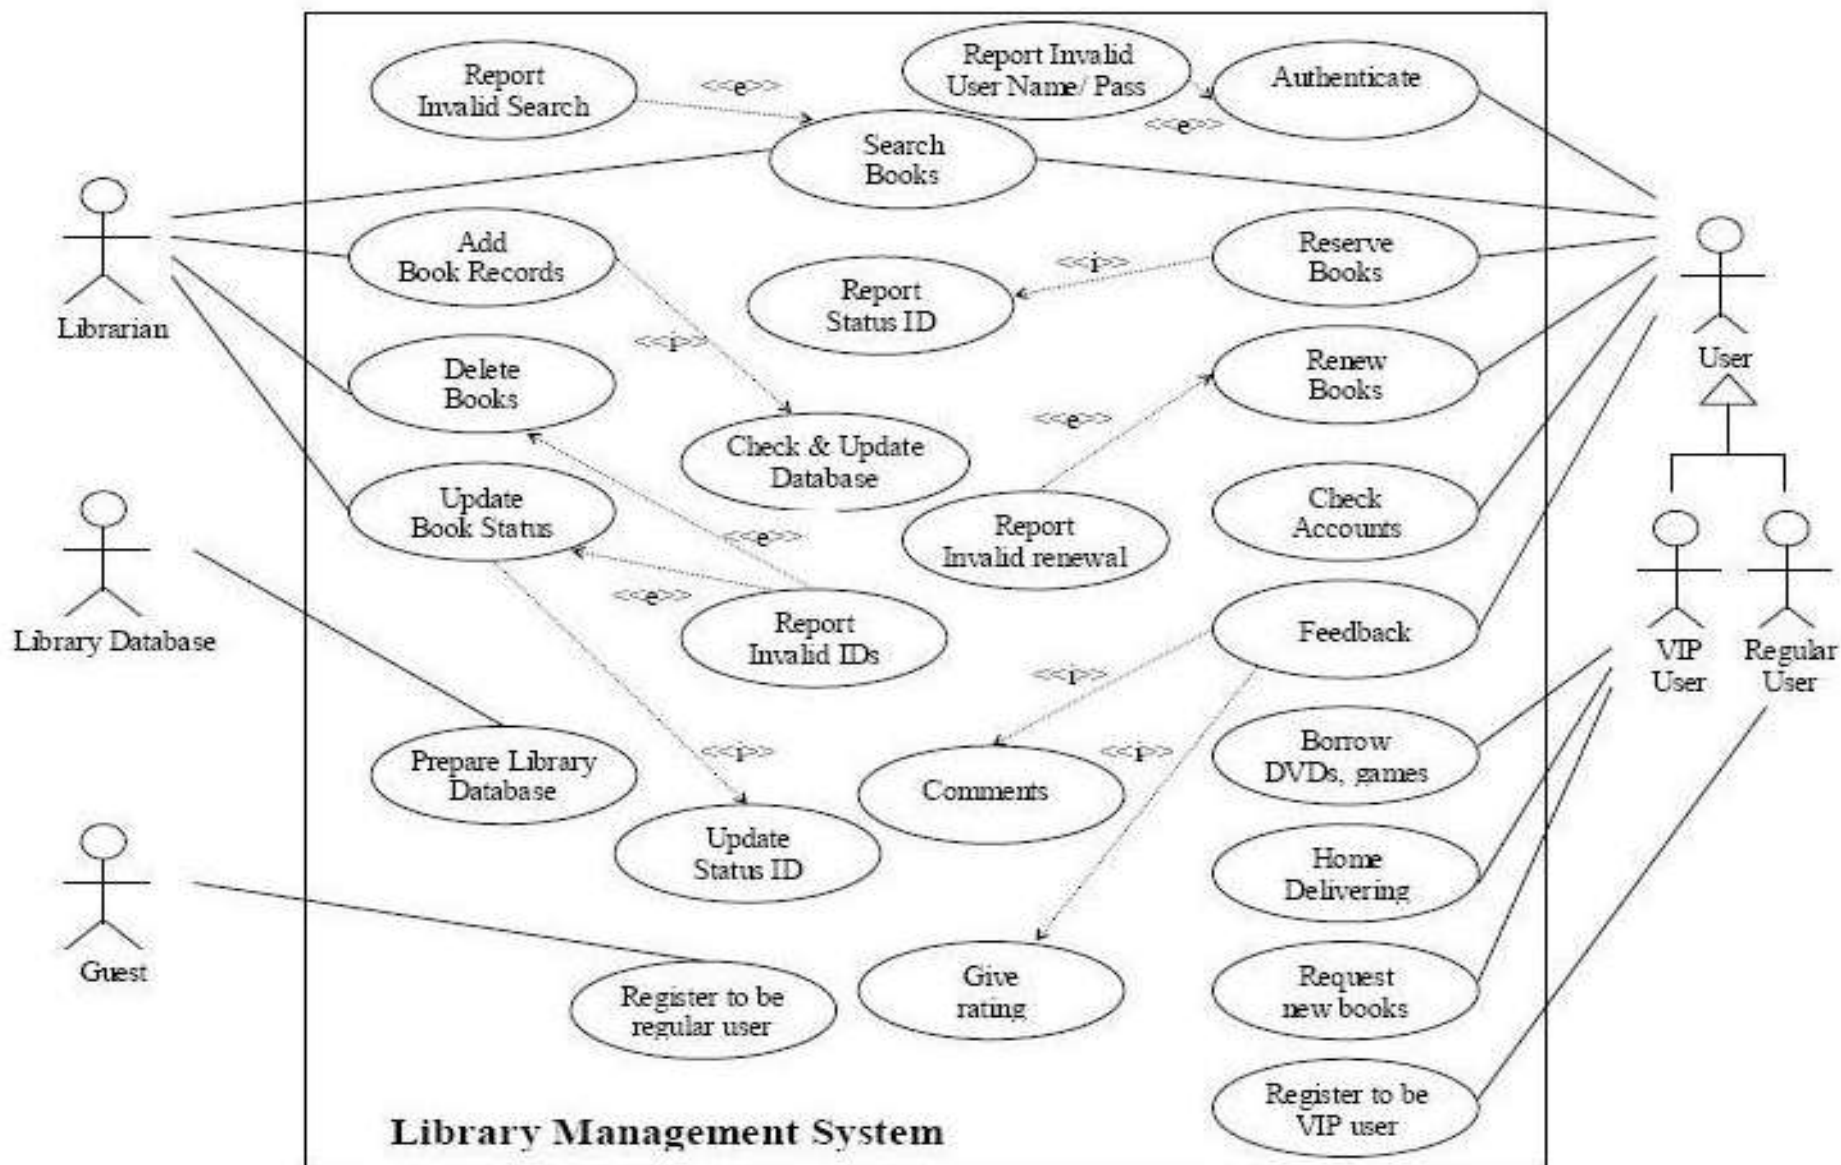 Report
Invalid Search
<<e>>
Report Invalid
User Name/ Pass
<<e>>
Authenticate
Search
Books
Librarian
Add
Book Records
<<i>>
Report
Status ID
<<i>>
Reserve
Books
User
Delete
Books
Check & Update
Database
<<e>>
Renew
Books
Update
Book Status
<<e>>
<<e>>
Report
Invalid renewal
Check
Accounts
Library Database
Report
Invalid IDs
Feedback
VIP
User
Regular
User
<<i>>
<<i>>
<<i>>
Prepare Library
Database
Comments
Borrow
DVDs, games
Update
Status ID
Home
Delivering
Guest
Register to be
regular user
Give
rating
Request
new books
Register to be
VIP user
Library Management System